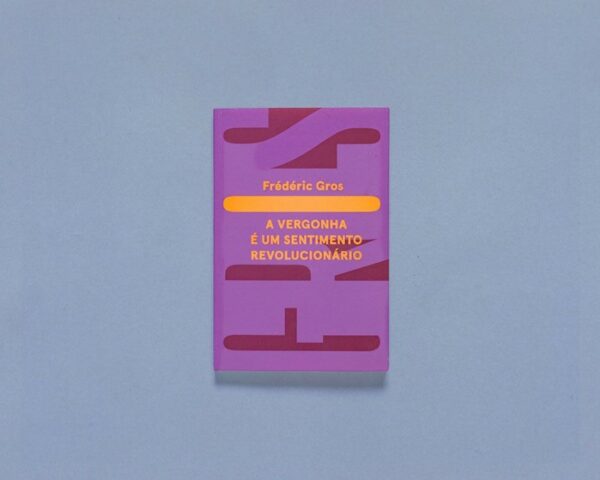 Frédéric Gros
A VERGONHA
É UM SENTIMENTO
REVOLUCIONÁRIO